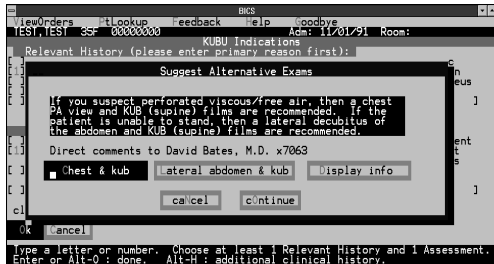 BICS
ViewOrders PtLookup Feedback Help Goodbye
TEST,TEST 35F 00000000 Adm: 11/01/91 Room:
KUBU Indications
Relevant History (please enter primary reason first):
Suggest Alternative Exams
If you suspect perforated viscous/free air, then a chest
PA view and KUB (supine) films are recommended. If the
patient is unable to stand, then a lateral decubitus of
the abdomen and KUB (supine) films are recommended.
Direct comments to David Bates, M.D. x7063
Chest & kub Lateral abdomen & kub Display info
caNcel cOntinue
Ok Cancel
Type a letter or number. Choose at least 1 Relevant History and 1 Assessment.
Enter or Alt-O : done. Alt-H : additional clinical history.